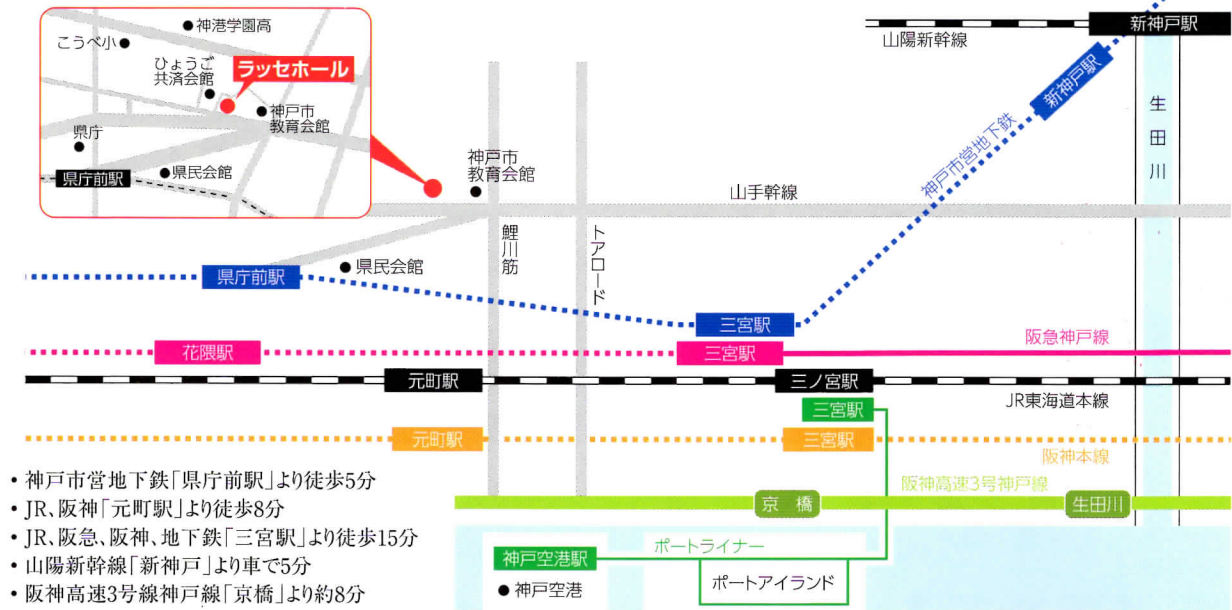 神港学園高
こうべ小
ひょうご
共済会館
ラッセホール
神戸市
教育会館
県庁
県民会館
県庁前駅
新神戸駅
山陽新幹線
新神戸駅
生田川
神戸市営地下鉄
神戸市
教育会館
山手幹線
鯉川筋
トアロード
県民会館
県庁前駅
三宮駅
阪急神戸線
花隈駅
三宮駅
元町駅
三ノ宮駅
JR東海道本線
三宮駅
元町駅
三宮駅
阪神本線
阪神高速3号神戸線
京橋
生田川
ポートライナー
神戸空港駅
神戸空港
ポートアイランド
・神戸市営地下鉄「県庁前駅」より徒歩5分
・JR、阪神「元町駅」より徒歩8分
・JR、阪急、阪神、地下鉄「三宮駅」より徒歩15分
・山陽新幹線「新神戸」より車で5分
・阪神高速3号線神戸線「京橋」より約8分